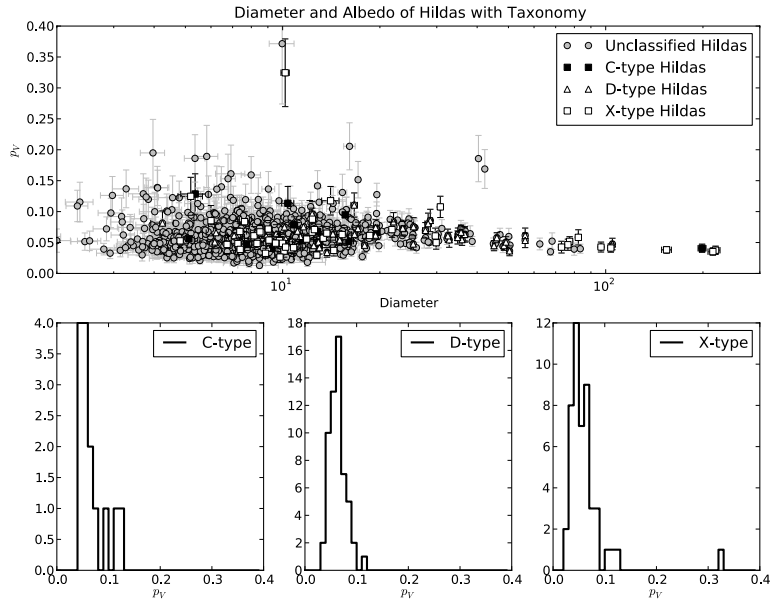 Diameter and Albedo of Hildas with Taxonomy
0.40
0.35
0.30
0.25
0.20
0.15
0.10
0.05
0.00
p_V
Unclassified Hildas
C-type Hildas
D-type Hildas
X-type Hildas
10^1
10^2
Diameter
4.0
3.5
3.0
2.5
2.0
1.5
1.0
0.5
0.0
C-type
0.0 0.1 0.2 0.3 0.4
p_V
18
16
14
12
10
8
6
4
2
0
D-type
0.0 0.1 0.2 0.3 0.4
p_V
12
10
8
6
4
2
0
X-type
0.0 0.1 0.2 0.3 0.4
p_V